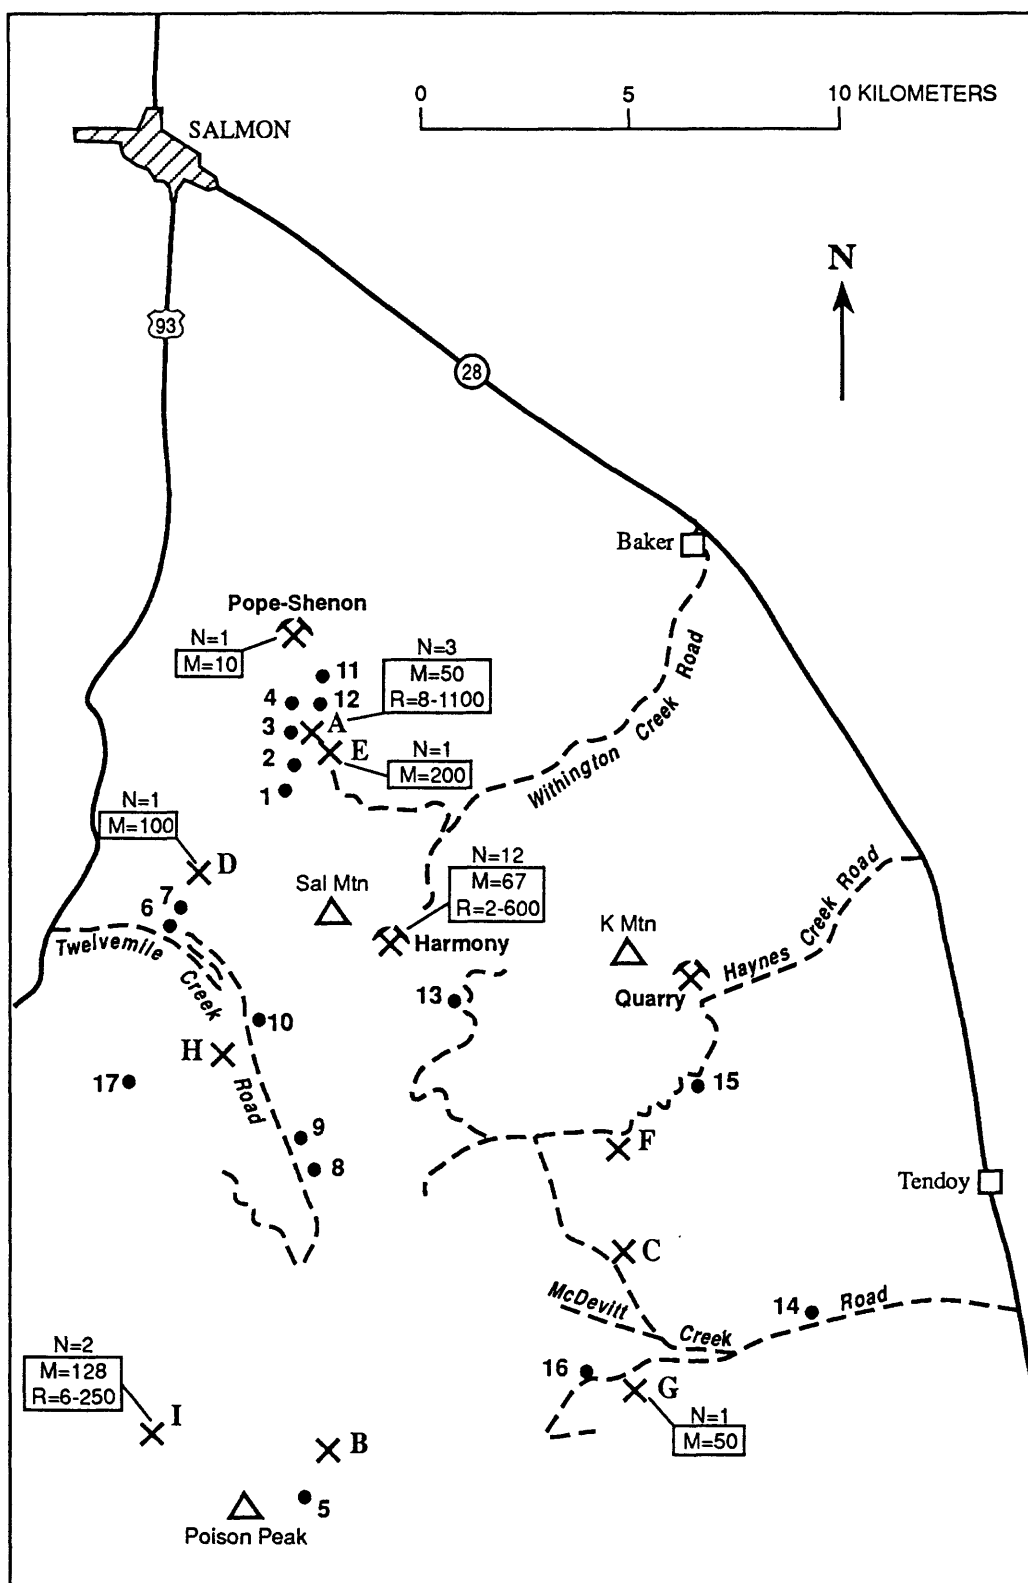 0 5 10 KILOMETERS
SALMON
N
93
28
Baker
Pope-Shenon
N=1
M=10
11
N=3
M=50
R=8-1100
4
12
3
A
2
E
N=1
M=200
1
Withington Creek Road
N=1
M=100
D
7
6
Sal Mtn
N=12
M=67
R=2-600
Harmony
K Mtn
Quarry
Haynes Creek Road
Twelvemile Creek Road
13
10
H
17
15
9
8
F
Tendoy
C
McDevitt Creek Road
14
16
G
N=1
M=50
N=2
M=128
R=6-250
I
B
5
Poison Peak